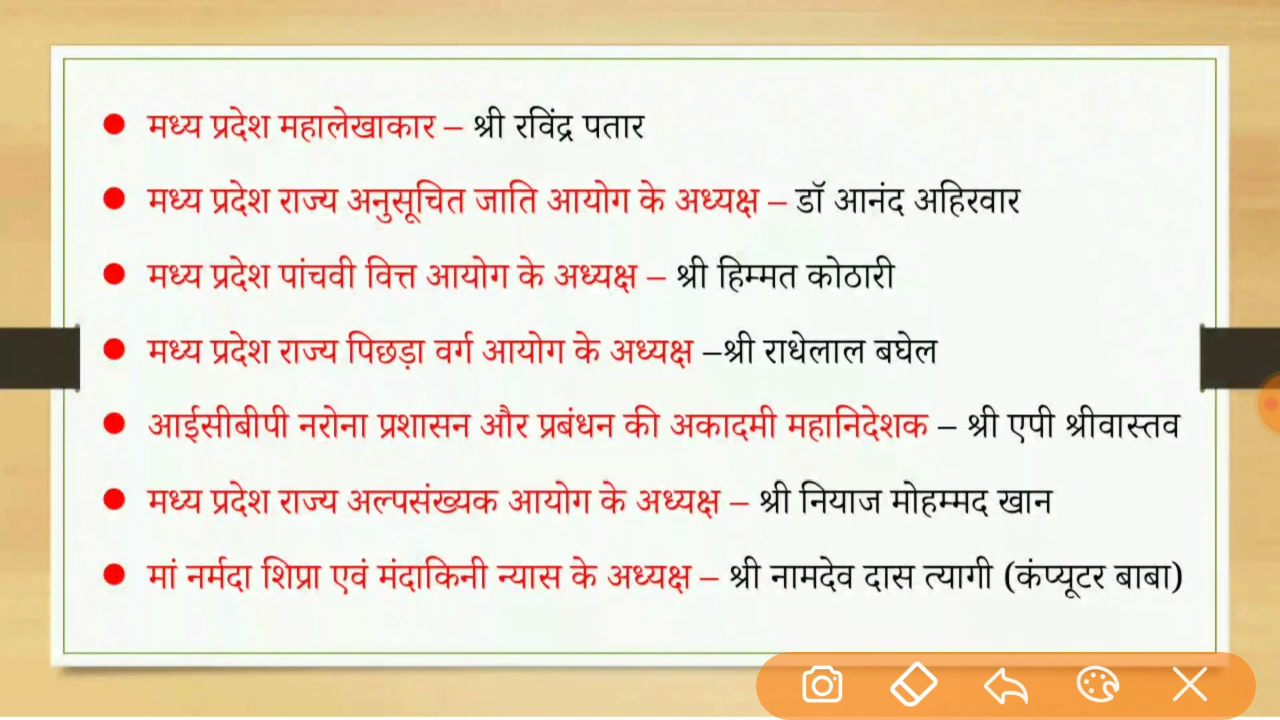 मध्य प्रदेश महालेखाकार – श्री रविंद्र पतार
मध्य प्रदेश राज्य अनुसूचित जाति आयोग के अध्यक्ष – डॉ आनंद अहिरवार
मध्य प्रदेश पांचवी वित्त आयोग के अध्यक्ष – श्री हिम्मत कोठारी
मध्य प्रदेश राज्य पिछड़ा वर्ग आयोग के अध्यक्ष –श्री राधेलाल बघेल
आईसीबीपी नरोना प्रशासन और प्रबंधन की अकादमी महानिदेशक – श्री एपी श्रीवास्तव
मध्य प्रदेश राज्य अल्पसंख्यक आयोग के अध्यक्ष – श्री नियाज मोहम्मद खान
मां नर्मदा शिप्रा एवं मंदाकिनी न्यास के अध्यक्ष – श्री नामदेव दास त्यागी (कंप्यूटर बाबा)